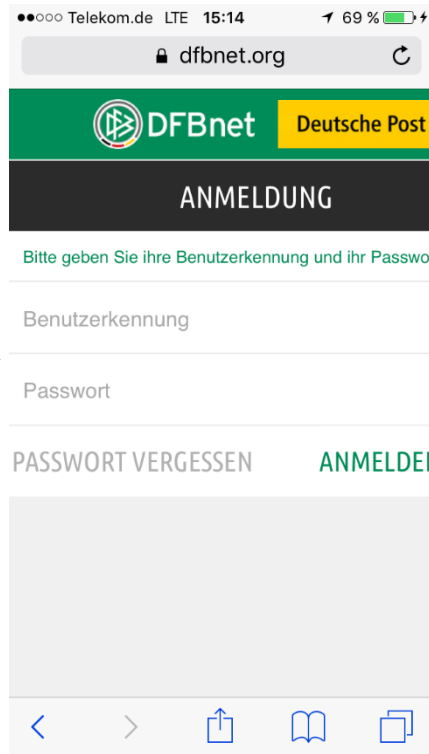 Telekom.de LTE 15:14 69 %
dfbnet.org
DFBnet Deutsche Post
ANMELDUNG
Bitte geben Sie ihre Benutzerkennung und ihr Passwo
Benutzerkennung
Passwort
PASSWORT VERGESSEN ANMELDEN